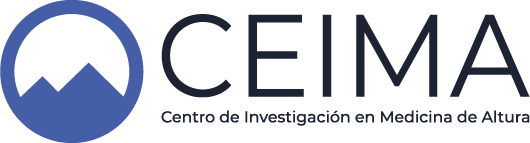 CEIMA
Centro de Investigación en Medicina de Altura